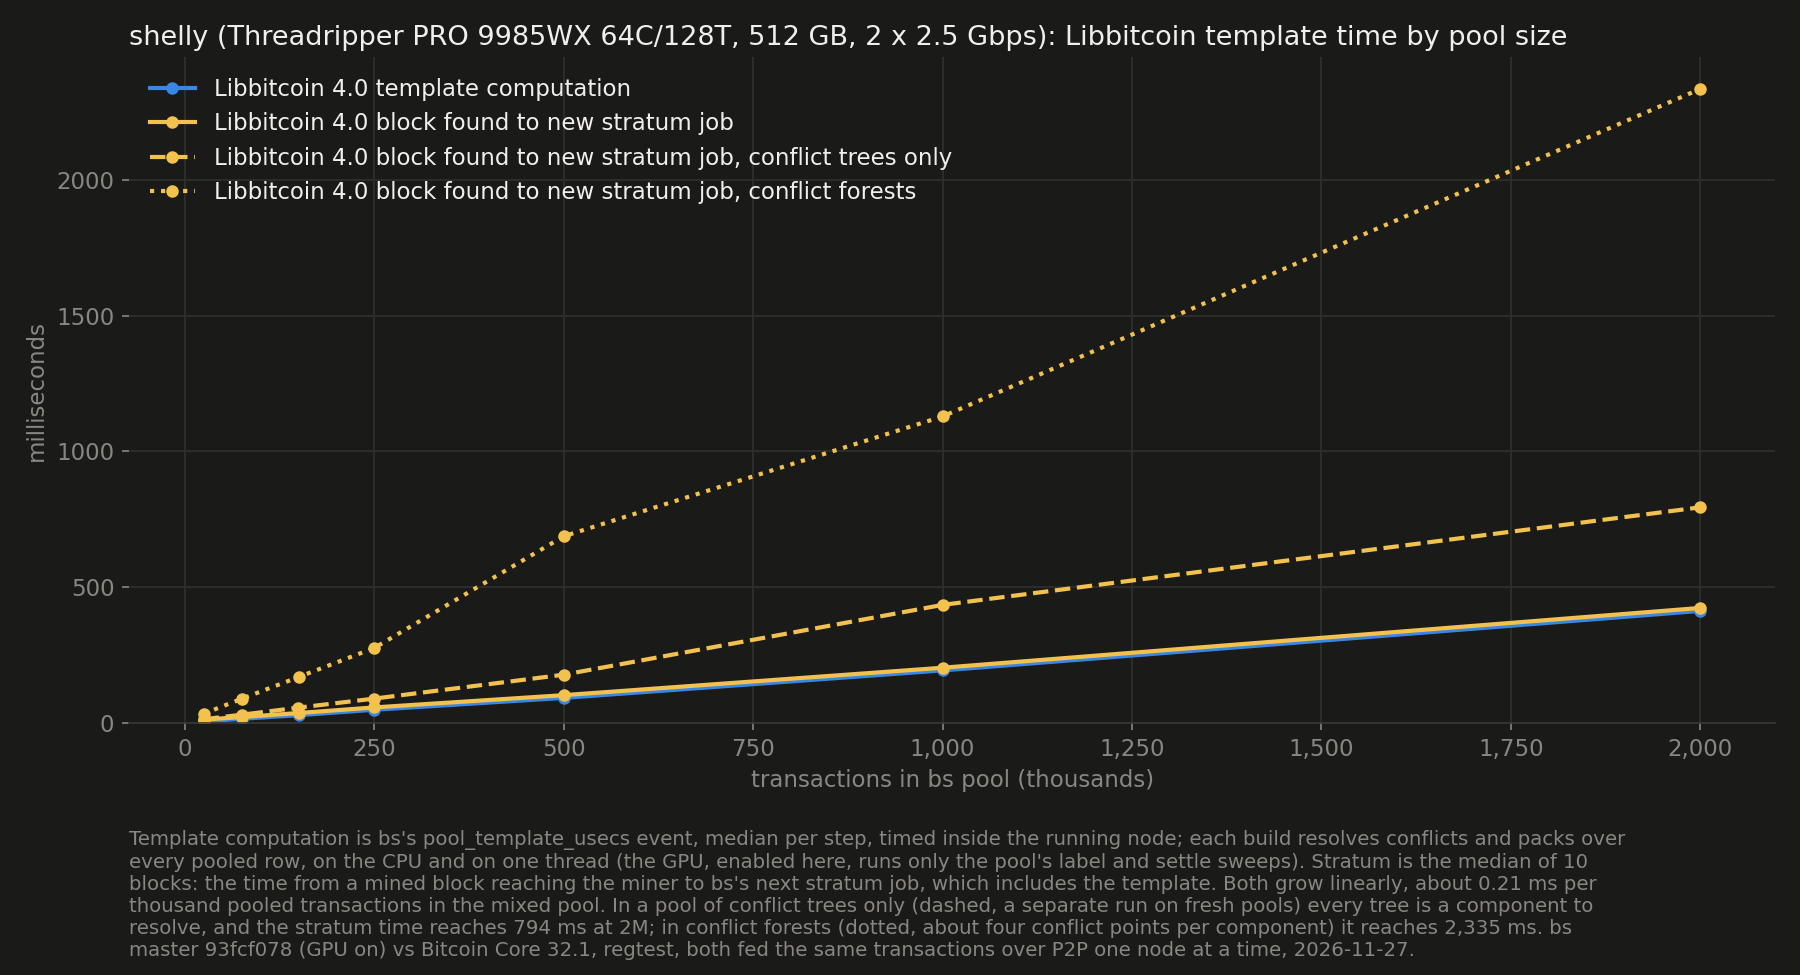 shelly (Threadripper PRO 9985WX 64C/128T, 512 GB, 2 x 2.5 Gbps): Libbitcoin template time by pool size
Libbitcoin 4.0 template computation
Libbitcoin 4.0 block found to new stratum job
Libbitcoin 4.0 block found to new stratum job, conflict trees only
Libbitcoin 4.0 block found to new stratum job, conflict forests
2000
1500
1000
500
0
milliseconds
0 250 500 750 1,000 1,250 1,500 1,750 2,000
transactions in bs pool (thousands)
Template computation is bs's pool_template_usecs event, median per step, timed inside the running node; each build resolves conflicts and packs over
every pooled row, on the CPU and on one thread (the GPU, enabled here, runs only the pool's label and settle sweeps). Stratum is the median of 10
blocks: the time from a mined block reaching the miner to bs's next stratum job, which includes the template. Both grow linearly, about 0.21 ms per
thousand pooled transactions in the mixed pool. In a pool of conflict trees only (dashed, a separate run on fresh pools) every tree is a component to
resolve, and the stratum time reaches 794 ms at 2M; in conflict forests (dotted, about four conflict points per component) it reaches 2,335 ms. bs
master 93fcf078 (GPU on) vs Bitcoin Core 32.1, regtest, both fed the same transactions over P2P one node at a time, 2026-11-27.